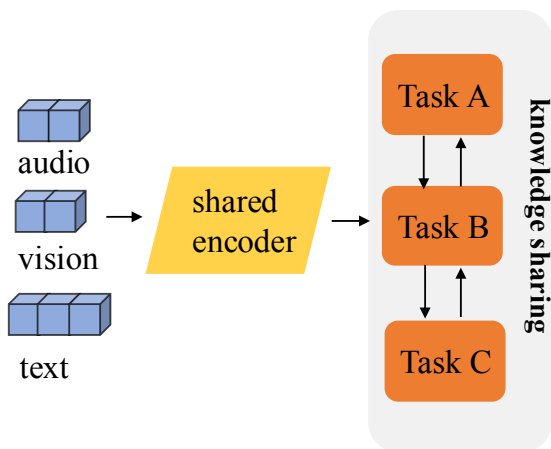 audio
vision
text
shared
encoder
Task A
Task B
Task C
knowledge sharing